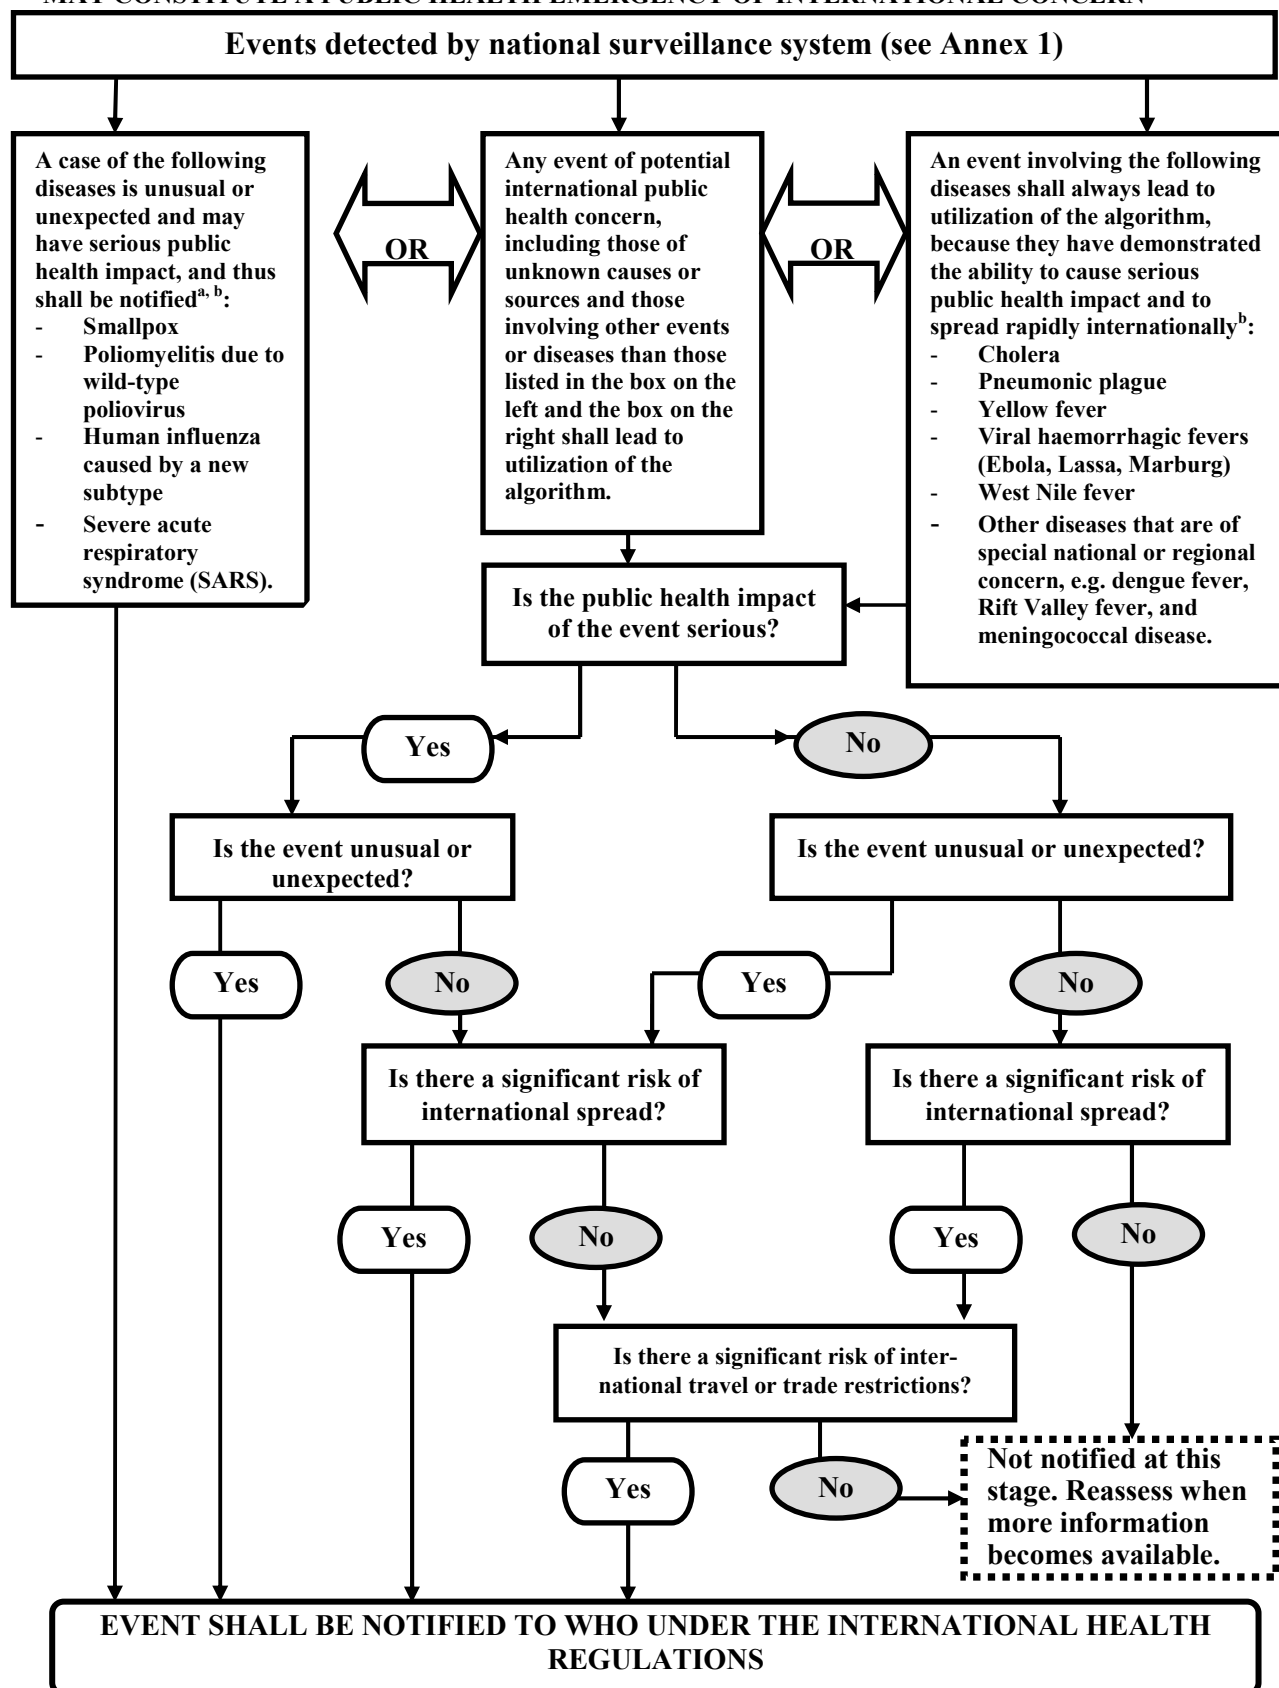 MAY CONSTITUTE A PUBLIC HEALTH EMERGENCY OF INTERNATIONAL CONCERN
Events detected by national surveillance system (see Annex 1)
A case of the following
diseases is unusual or
unexpected and may
have serious public
health impact, and thus
shall be notifiedᵃ, ᵇ:
- Smallpox
- Poliomyelitis due to
wild-type
poliovirus
- Human influenza
caused by a new
subtype
- Severe acute
respiratory
syndrome (SARS).
OR
Any event of potential
international public
health concern,
including those of
unknown causes or
sources and those
involving other events
or diseases than those
listed in the box on the
left and the box on the
right shall lead to
utilization of the
algorithm.
OR
An event involving the following
diseases shall always lead to
utilization of the algorithm,
because they have demonstrated
the ability to cause serious
public health impact and to
spread rapidly internationallyᵇ:
- Cholera
- Pneumonic plague
- Yellow fever
- Viral haemorrhagic fevers
(Ebola, Lassa, Marburg)
- West Nile fever
- Other diseases that are of
special national or regional
concern, e.g. dengue fever,
Rift Valley fever, and
meningococcal disease.
Is the public health impact
of the event serious?
Yes
No
Is the event unusual or
unexpected?
Is the event unusual or unexpected?
Yes
No
Yes
No
Is there a significant risk of
international spread?
Is there a significant risk of
international spread?
Yes
No
Yes
No
Is there a significant risk of inter-
national travel or trade restrictions?
Yes
No
Not notified at this
stage. Reassess when
more information
becomes available.
EVENT SHALL BE NOTIFIED TO WHO UNDER THE INTERNATIONAL HEALTH
REGULATIONS